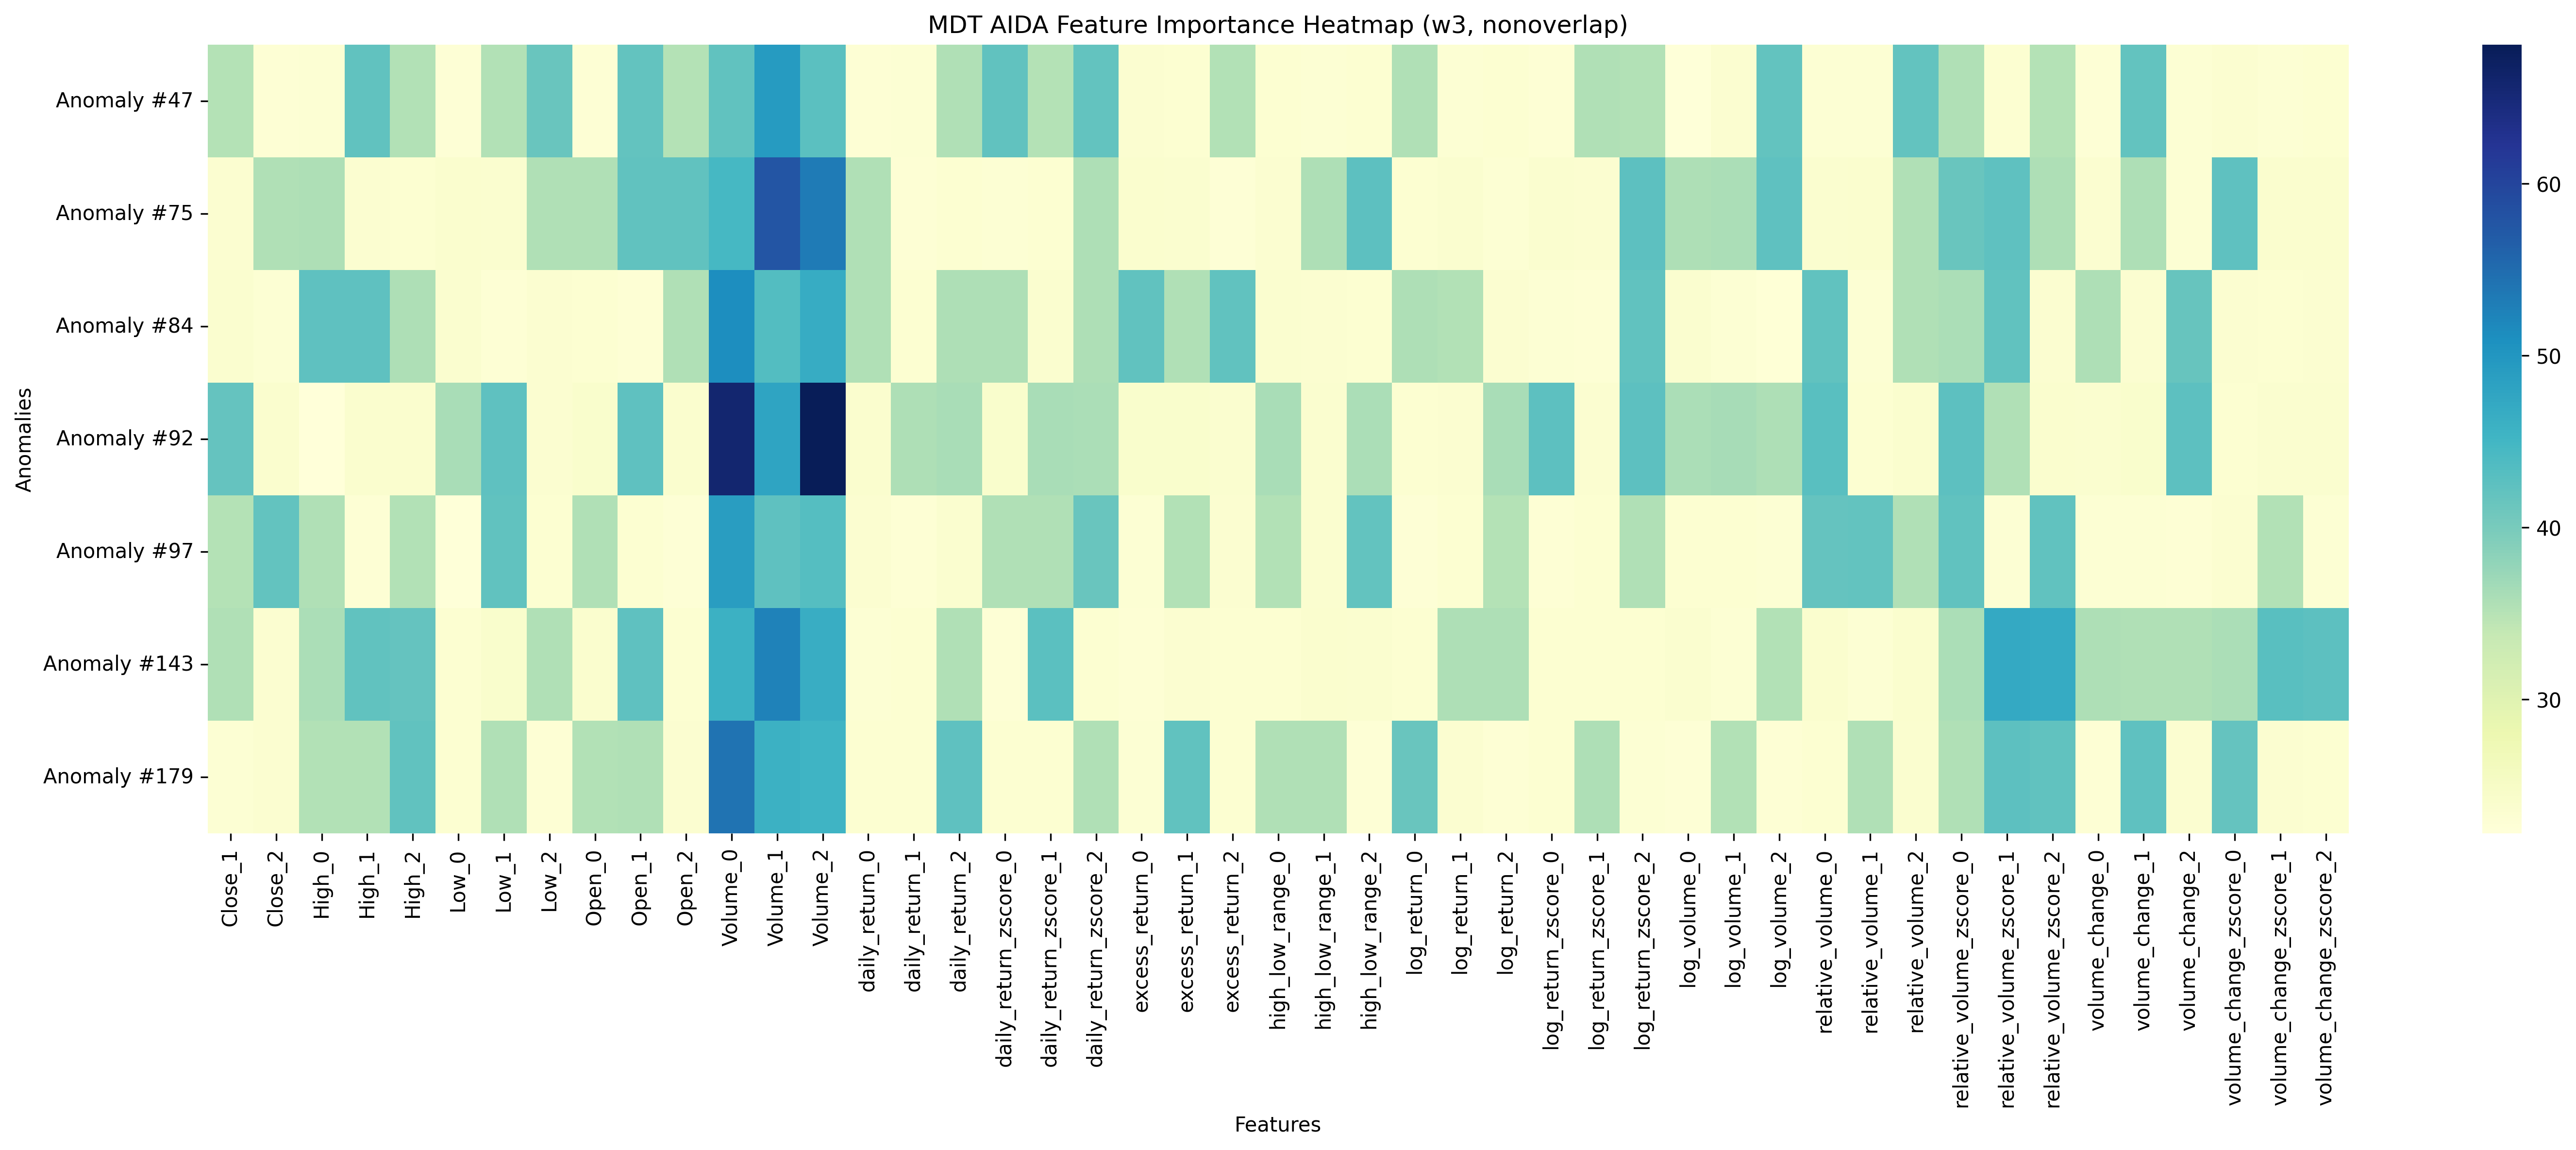 MDT AIDA Feature Importance Heatmap (w3, nonoverlap)
Anomalies
Anomaly #47
Anomaly #75
Anomaly #84
Anomaly #92
Anomaly #97
Anomaly #143
Anomaly #179
60
50
40
30
Close_1
Close_2
High_0
High_1
High_2
Low_0
Low_1
Low_2
Open_0
Open_1
Open_2
Volume_0
Volume_1
Volume_2
daily_return_0
daily_return_1
daily_return_2
daily_return_zscore_0
daily_return_zscore_1
daily_return_zscore_2
excess_return_0
excess_return_1
excess_return_2
high_low_range_0
high_low_range_1
high_low_range_2
log_return_0
log_return_1
log_return_2
log_return_zscore_0
log_return_zscore_1
log_return_zscore_2
log_volume_0
log_volume_1
log_volume_2
relative_volume_0
relative_volume_1
relative_volume_2
relative_volume_zscore_0
relative_volume_zscore_1
relative_volume_zscore_2
volume_change_0
volume_change_1
volume_change_2
volume_change_zscore_0
volume_change_zscore_1
volume_change_zscore_2
Features